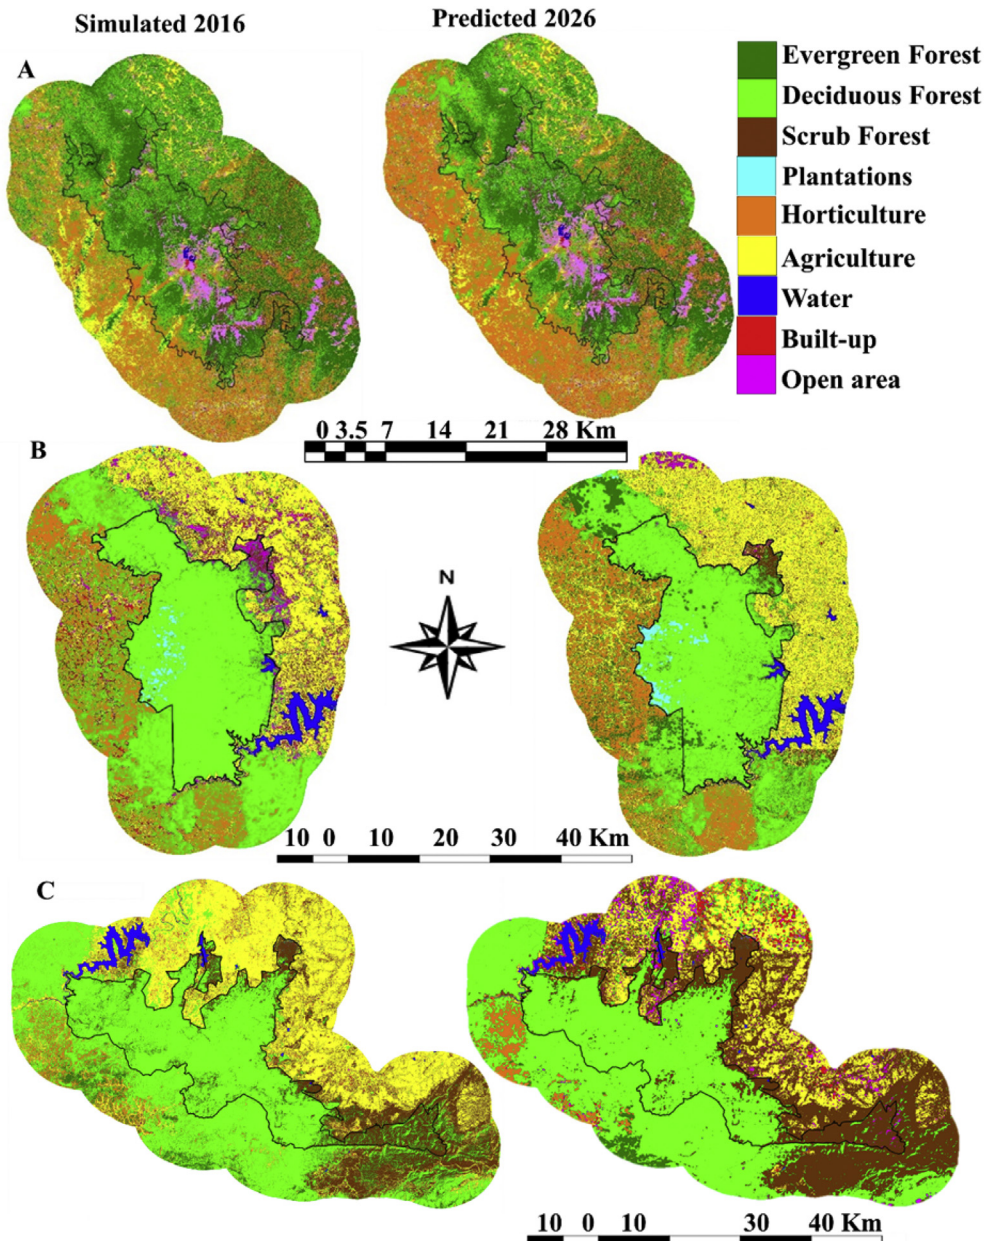 Simulated 2016
Predicted 2026
A
Evergreen Forest
Deciduous Forest
Scrub Forest
Plantations
Horticulture
Agriculture
Water
Built-up
Open area
0 3.5 7 14 21 28 Km
B
N
10 0 10 20 30 40 Km
C
10 0 10 30 40 Km